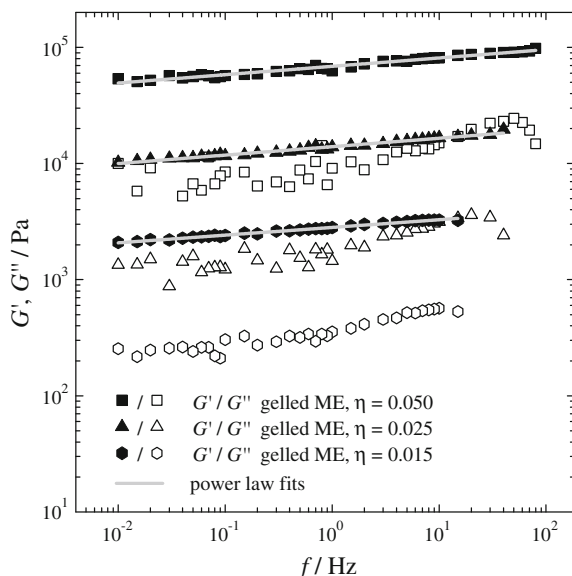 10^5
10^4
10^3
10^2
10^1
G', G'' / Pa
■ / □ G' / G'' gelled ME, η = 0.050
▲ / △ G' / G'' gelled ME, η = 0.025
⬢ / ⬡ G' / G'' gelled ME, η = 0.015
power law fits
10^-2 10^-1 10^0 10^1 10^2
f / Hz